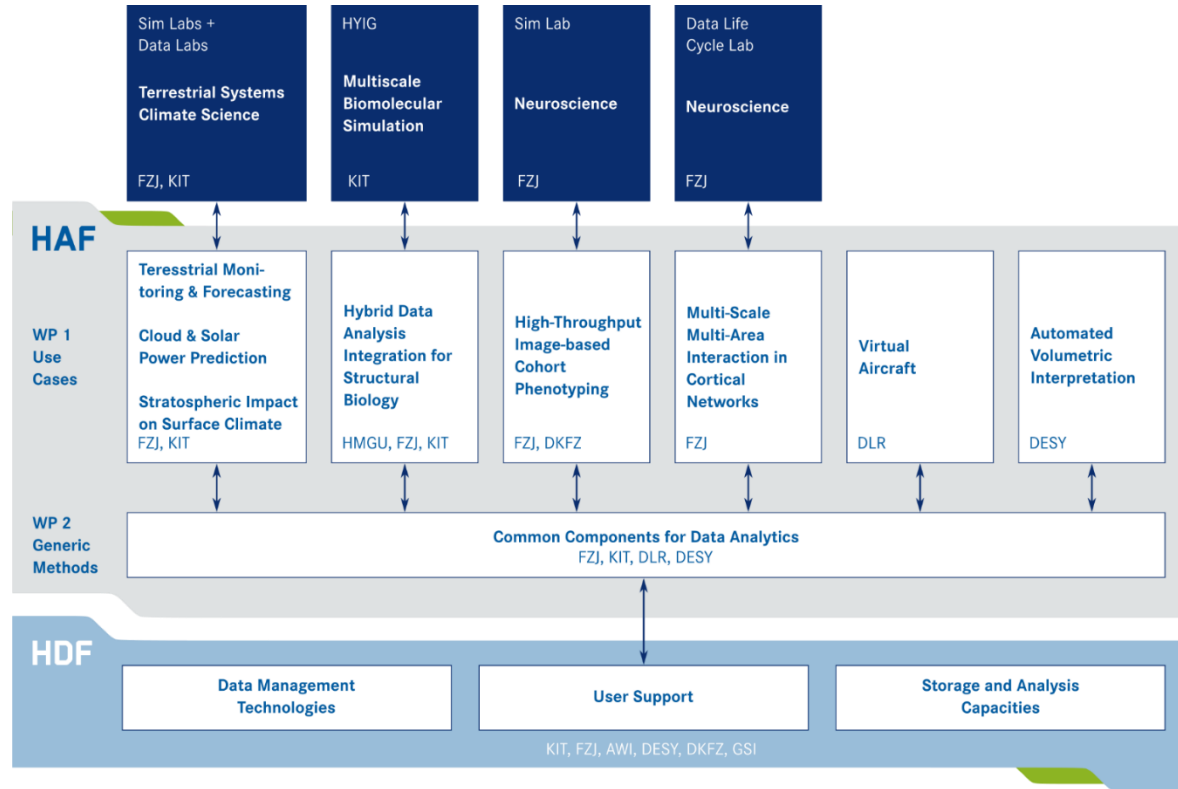 Sim Labs +
Data Labs
Terrestrial Systems
Climate Science
FZJ, KIT
HYIG
Multiscale
Biomolecular
Simulation
KIT
Sim Lab
Neuroscience
FZJ
Data Life
Cycle Lab
Neuroscience
FZJ
HAF
WP 1
Use
Cases
Teresstrial Moni-
toring & Forecasting
Cloud & Solar
Power Prediction
Stratospheric Impact
on Surface Climate
FZJ, KIT
Hybrid Data
Analysis
Integration for
Structural
Biology
HMGU, FZJ, KIT
High-Throughput
Image-based
Cohort
Phenotyping
FZJ, DKFZ
Multi-Scale
Multi-Area
Interaction in
Cortical
Networks
FZJ
Virtual
Aircraft
DLR
Automated
Volumetric
Interpretation
DESY
WP 2
Generic
Methods
Common Components for Data Analytics
FZJ, KIT, DLR, DESY
HDF
Data Management
Technologies
User Support
Storage and Analysis
Capacities
KIT, FZJ, AWI, DESY, DKFZ, GSI